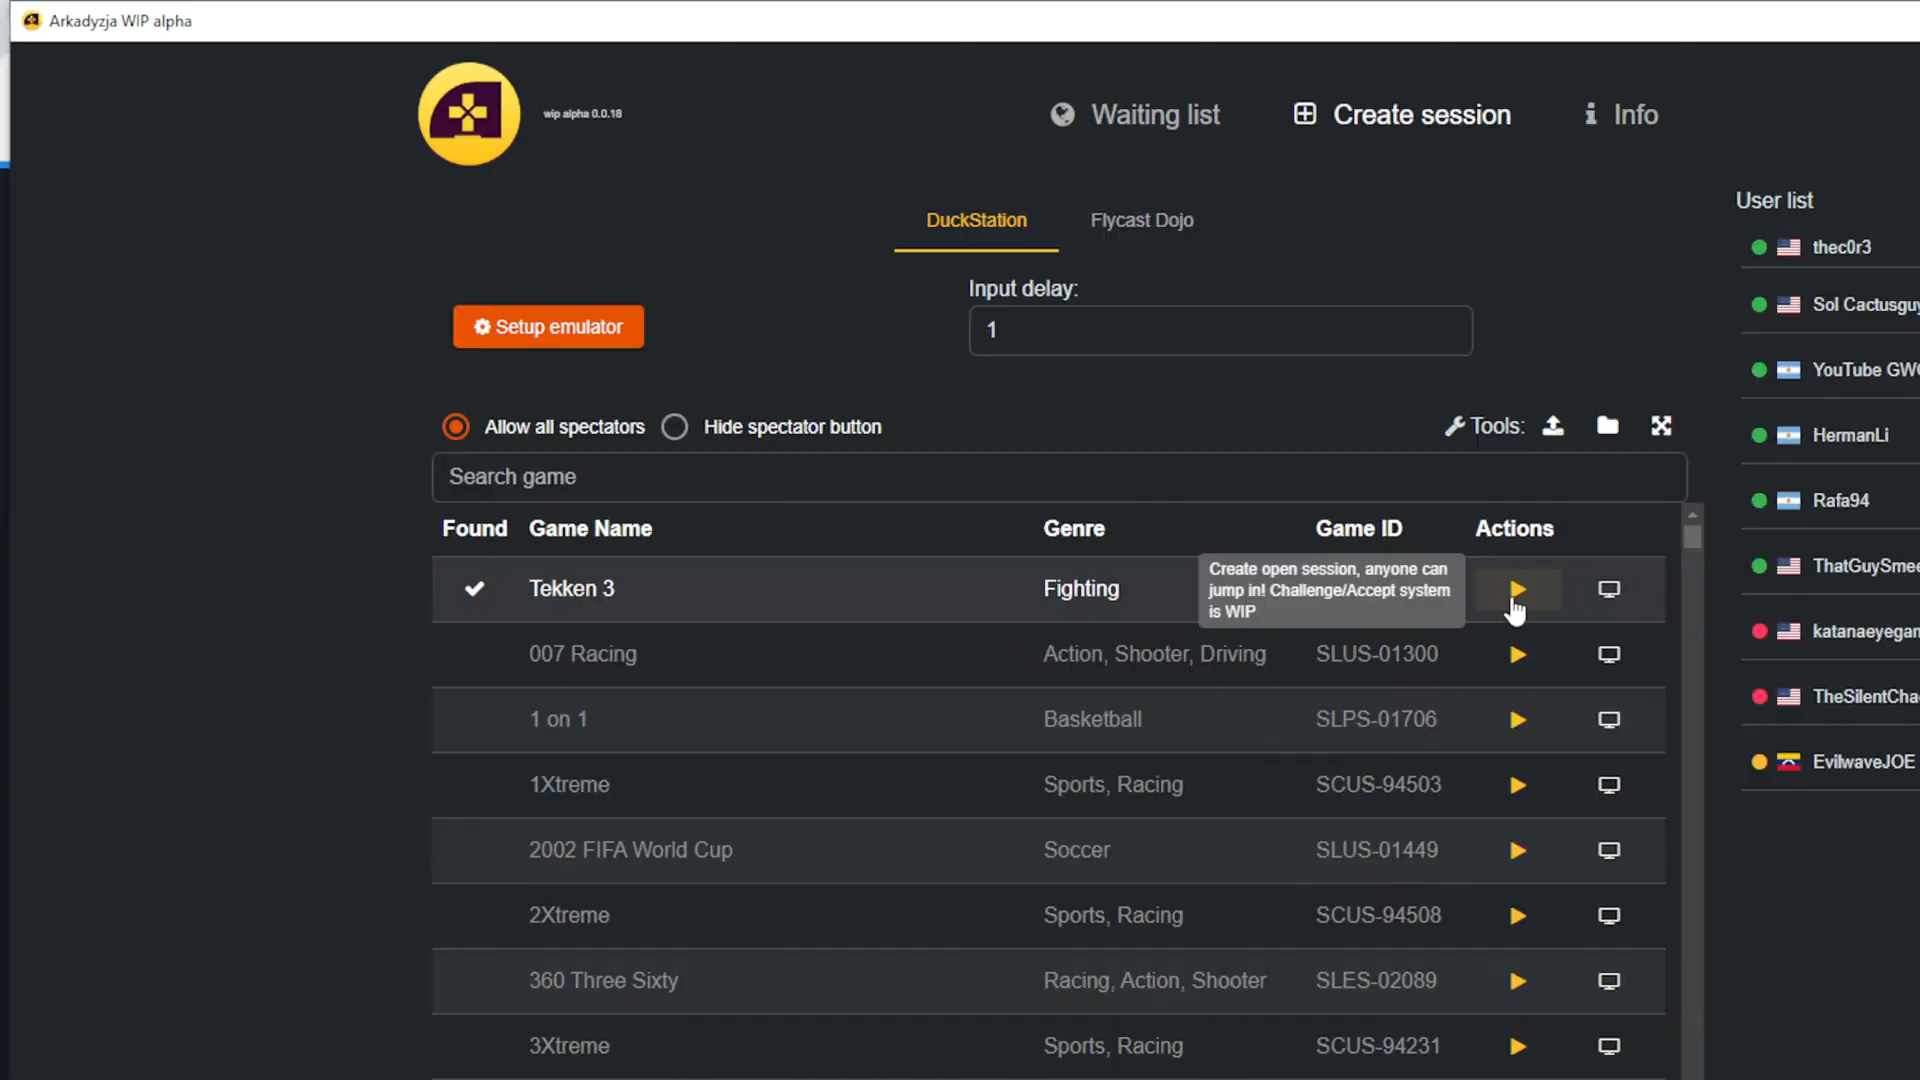 Arkadyzja WIP alpha
wip alpha 0.0.18
Waiting list
Create session
Info
DuckStation
Flycast Dojo
Input delay:
1
Setup emulator
Allow all spectators
Hide spectator button
Tools:
Search game
Found Game Name Genre Game ID Actions
Tekken 3 Fighting
Create open session, anyone can
jump in! Challenge/Accept system
is WIP
007 Racing Action, Shooter, Driving SLUS-01300
1 on 1 Basketball SLPS-01706
1Xtreme Sports, Racing SCUS-94503
2002 FIFA World Cup Soccer SLUS-01449
2Xtreme Sports, Racing SCUS-94508
360 Three Sixty Racing, Action, Shooter SLES-02089
3Xtreme Sports, Racing SCUS-94231
User list
thec0r3
Sol Cactusguy
YouTube GW
HermanLi
Rafa94
ThatGuySmee
katanaeyegam
TheSilentCha
EvilwaveJOE